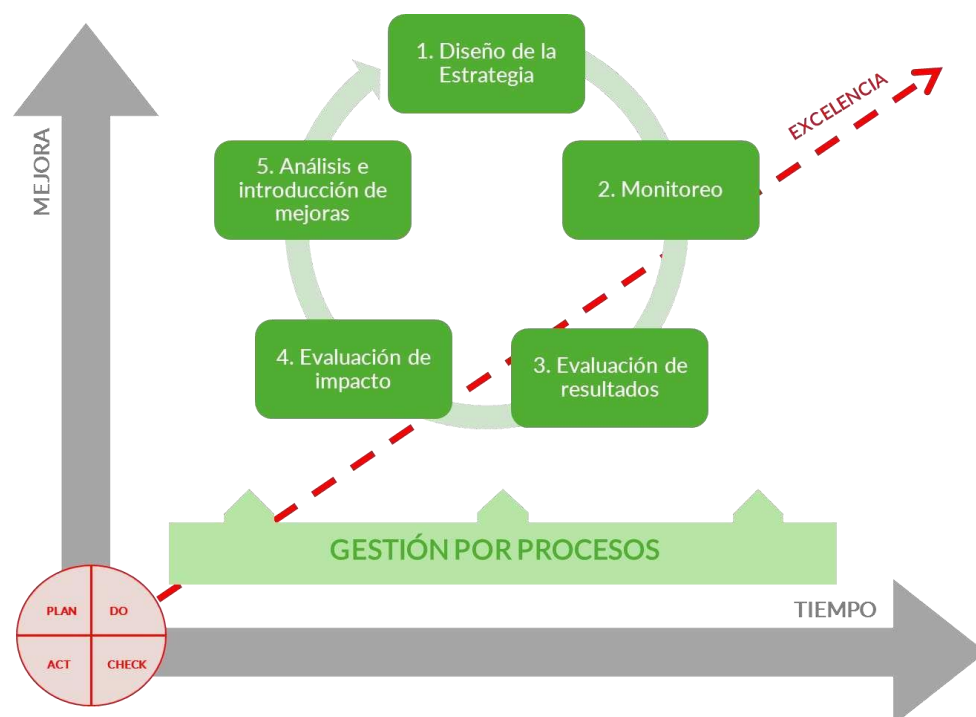 1. Diseño de la
Estrategia
EXCELENCIA
MEJORA
5. Análisis e
introducción de
mejoras
2. Monitoreo
4. Evaluación de
impacto
3. Evaluación de
resultados
GESTIÓN POR PROCESOS
PLAN
DO
ACT
CHECK
TIEMPO